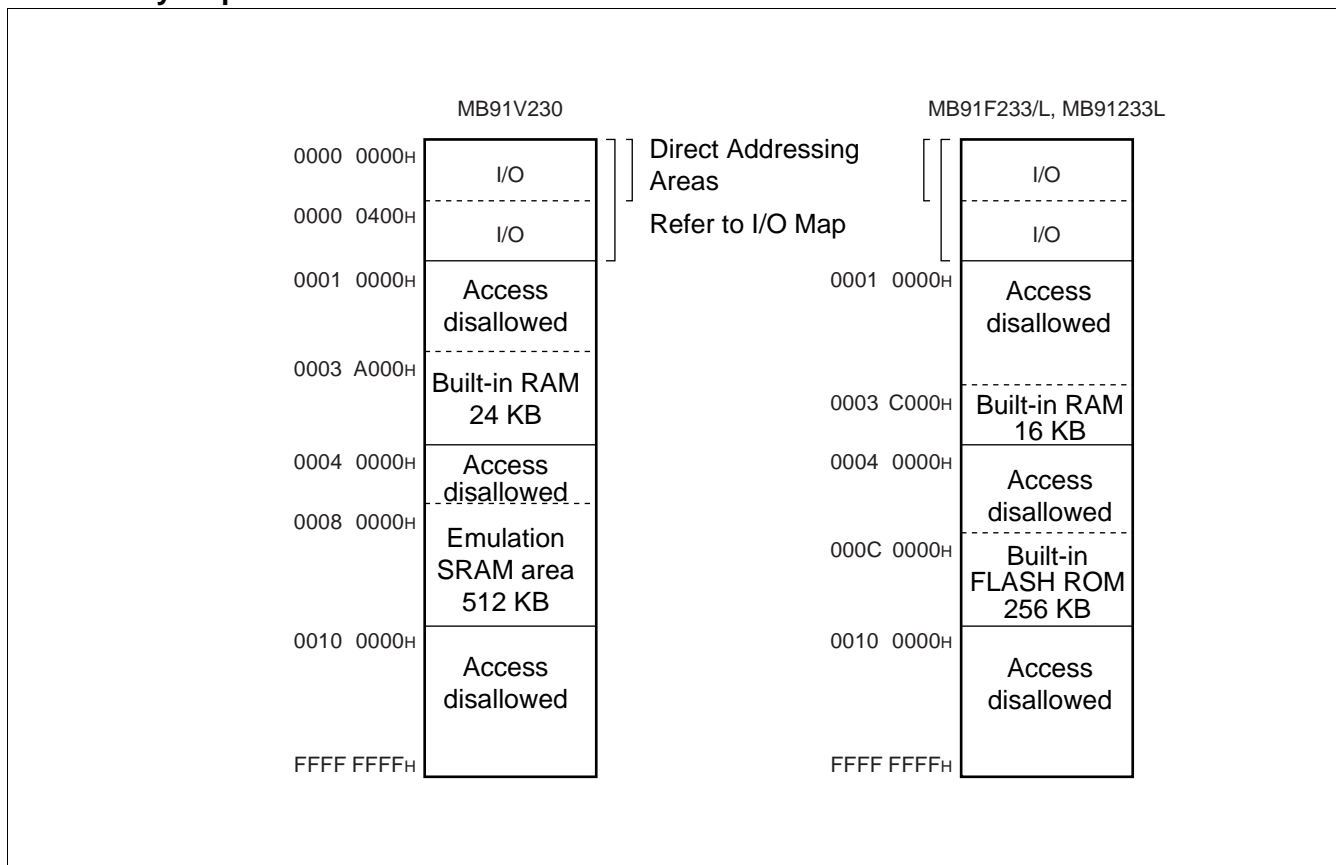 MB91V230
0000 0000H
I/O
0000 0400H
I/O
0001 0000H
Access
disallowed
0003 A000H
Built-in RAM
24 KB
0004 0000H
Access
disallowed
0008 0000H
Emulation
SRAM area
512 KB
0010 0000H
Access
disallowed
FFFF FFFFH
Direct Addressing
Areas
Refer to I/O Map
MB91F233/L, MB91233L
I/O
I/O
0001 0000H
Access
disallowed
0003 C000H
Built-in RAM
16 KB
0004 0000H
Access
disallowed
000C 0000H
Built-in
FLASH ROM
256 KB
0010 0000H
Access
disallowed
FFFF FFFFH